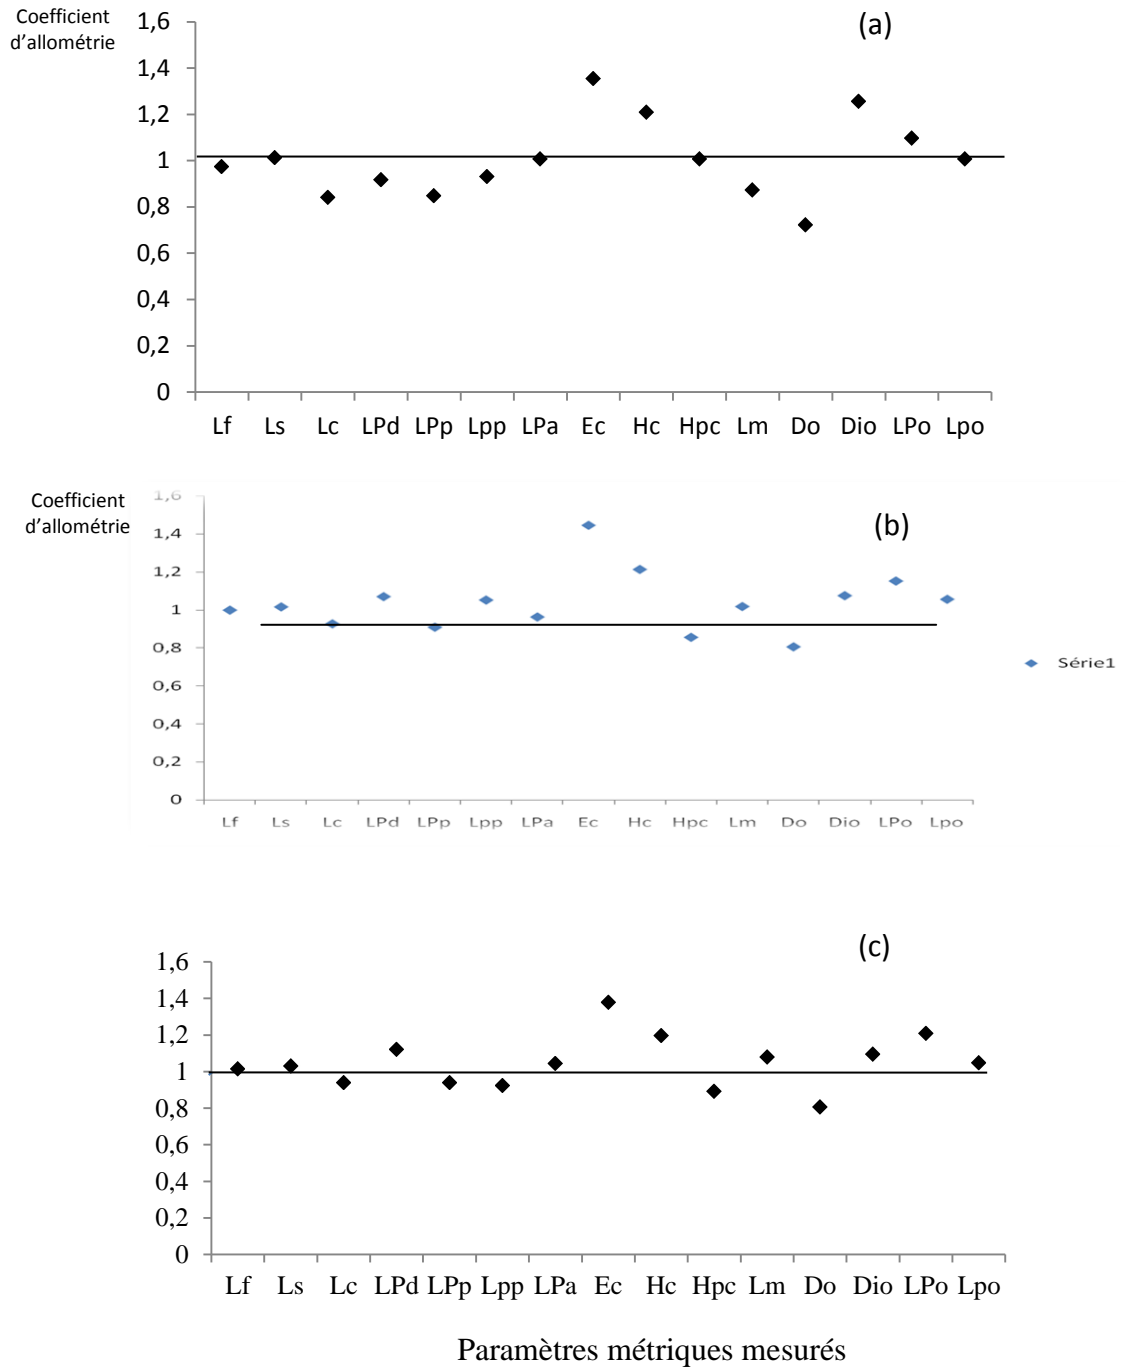 Coefficient
d’allométrie
(a)
1,6
1,4
1,2
1
0,8
0,6
0,4
0,2
0
Lf Ls Lc LPd LPp Lpp LPa Ec Hc Hpc Lm Do Dio LPo Lpo
Coefficient
d’allométrie
(b)
1,6
1,4
1,2
1
0,8
0,6
0,4
0,2
0
Série1
Lf Ls Lc LPd LPp Lpp LPa Ec Hc Hpc Lm Do Dio LPo Lpo
(c)
1,6
1,4
1,2
1
0,8
0,6
0,4
0,2
0
Lf Ls Lc LPd LPp Lpp LPa Ec Hc Hpc Lm Do Dio LPo Lpo
Paramètres métriques mesurés